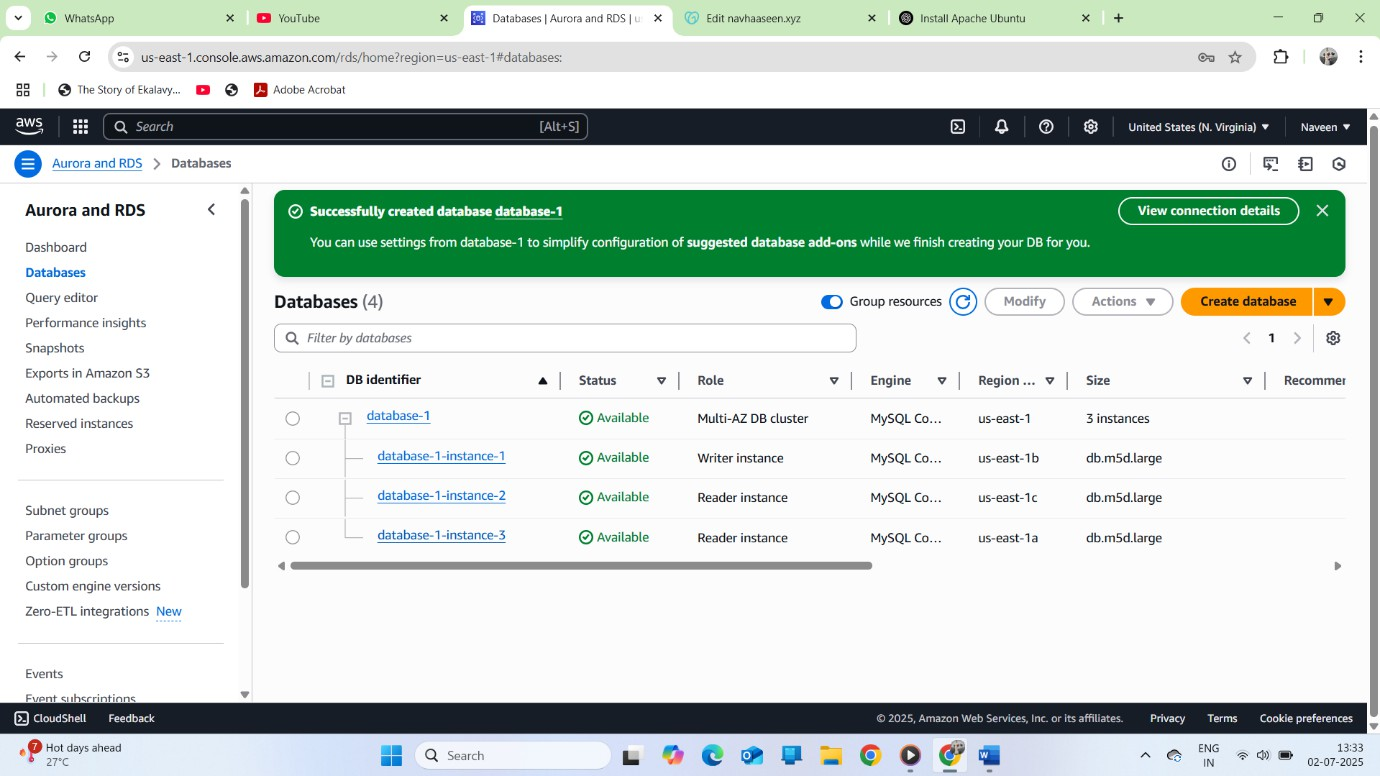 WhatsApp
YouTube
Databases | Aurora and RDS | us
Edit navhaaseen.xyz
Install Apache Ubuntu
us-east-1.console.aws.amazon.com/rds/home?region=us-east-1#databases:
The Story of Ekalavy...
Adobe Acrobat
aws
Search
[Alt+S]
United States (N. Virginia)
Naveen
Aurora and RDS
Databases
Aurora and RDS
Dashboard
Databases
Query editor
Performance insights
Snapshots
Exports in Amazon S3
Automated backups
Reserved instances
Proxies
Subnet groups
Parameter groups
Option groups
Custom engine versions
Zero-ETL integrations New
Events
Event subscriptions
Successfully created database database-1
View connection details
You can use settings from database-1 to simplify configuration of suggested database add-ons while we finish creating your DB for you.
Databases (4)
Group resources
Modify
Actions
Create database
Filter by databases
1
DB identifier Status Role Engine Region ... Size Recommer
database-1 Available Multi-AZ DB cluster MySQL Co... us-east-1 3 instances
database-1-instance-1 Available Writer instance MySQL Co... us-east-1b db.m5d.large
database-1-instance-2 Available Reader instance MySQL Co... us-east-1c db.m5d.large
database-1-instance-3 Available Reader instance MySQL Co... us-east-1a db.m5d.large
CloudShell
Feedback
© 2025, Amazon Web Services, Inc. or its affiliates.
Privacy
Terms
Cookie preferences
7
Hot days ahead
27°C
Search
ENG
IN
13:33
02-07-2025